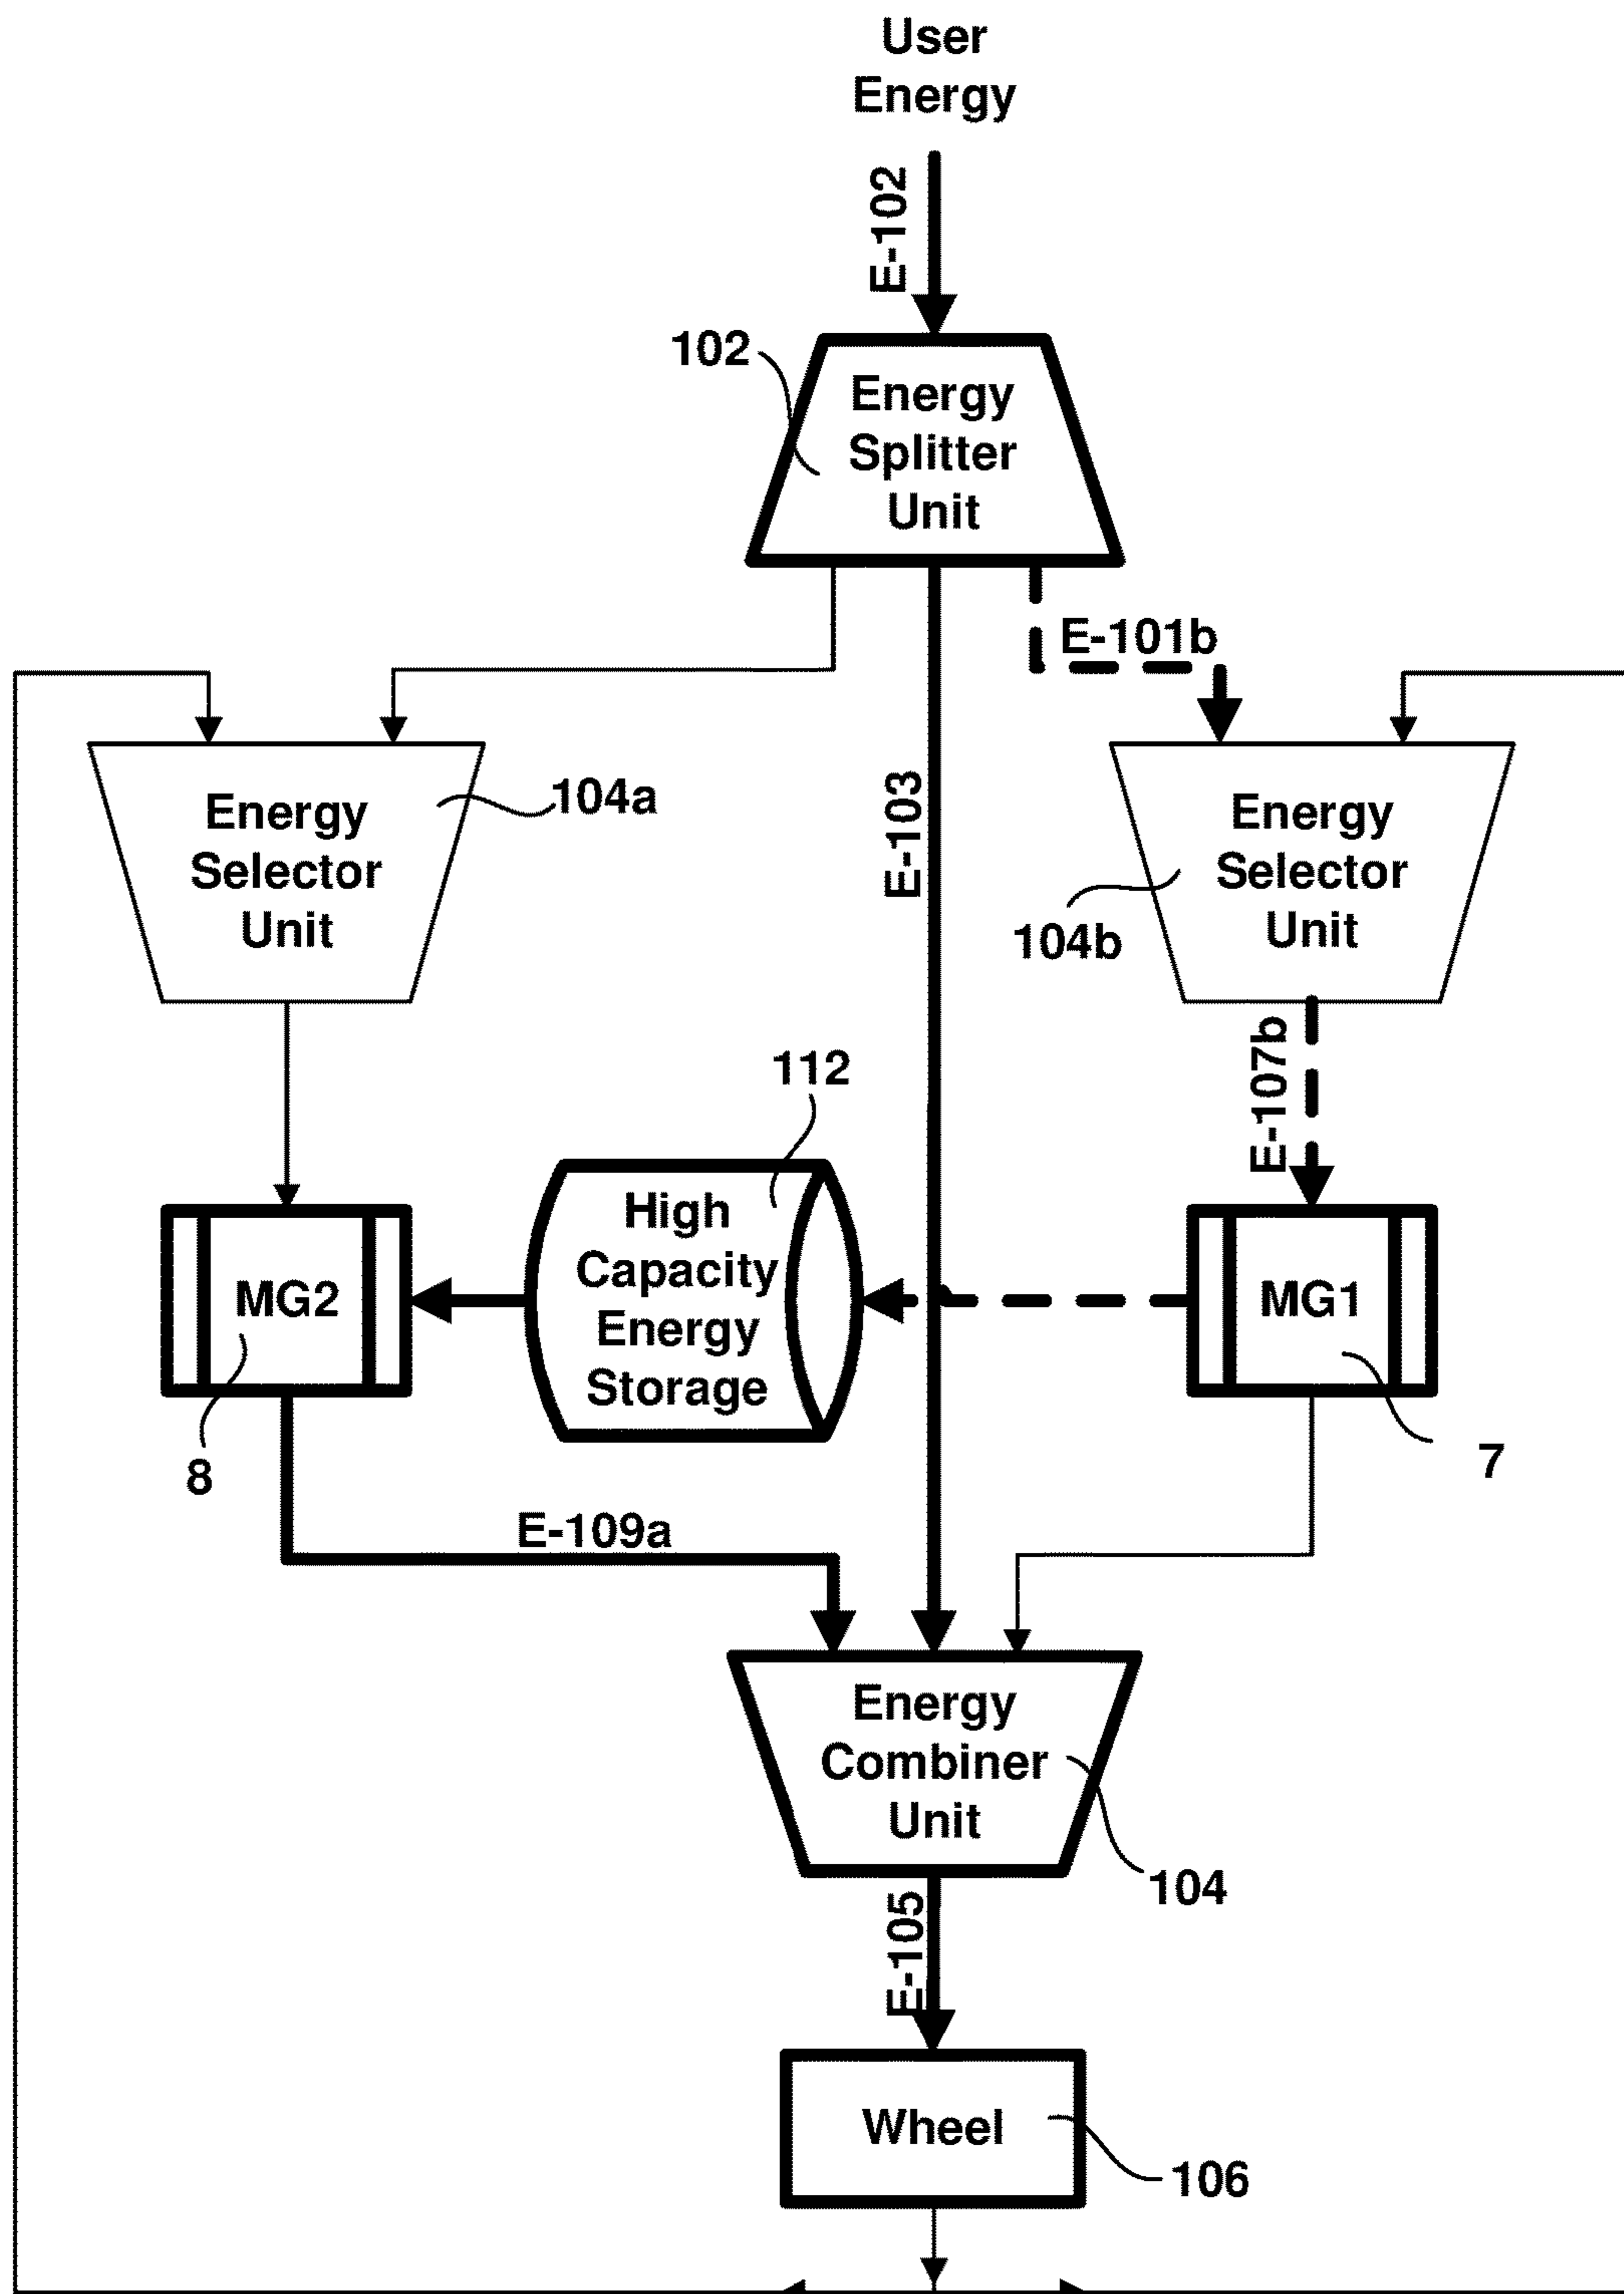 User
Energy
E-102
102
Energy
Splitter
Unit
E-101b
Energy
Selector
Unit
104a
E-103
Energy
Selector
Unit
104b
E-107b
112
High
Capacity
Energy
Storage
MG2
MG1
8
7
E-109a
Energy
Combiner
Unit
104
E-105
Wheel
106